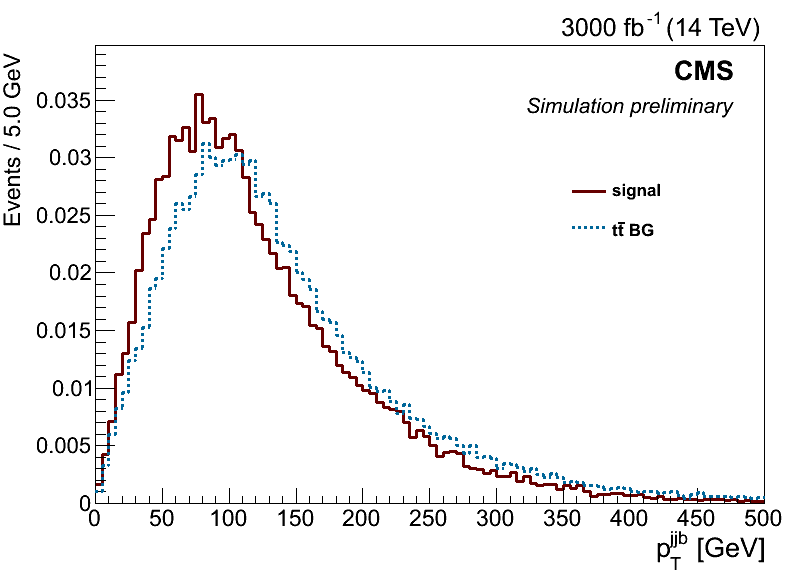 3000 fb⁻¹ (14 TeV)
CMS
Simulation preliminary
signal
tt̄ BG
Events / 5.0 GeV
0.035
0.03
0.025
0.02
0.015
0.01
0.005
0
0 50 100 150 200 250 300 350 400 450 500
p_T^jjb [GeV]